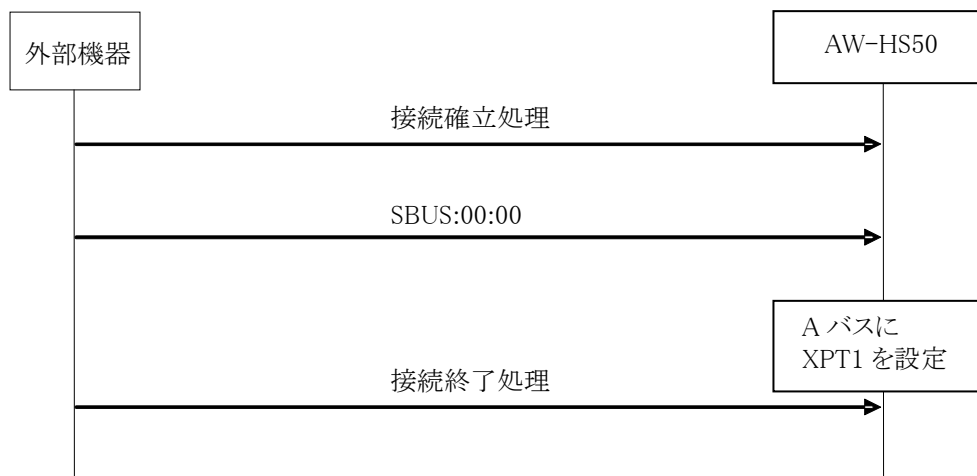 外部機器
AW-HS50
接続確立処理
SBUS:00:00
A バスに
XPT1 を設定
接続終了処理